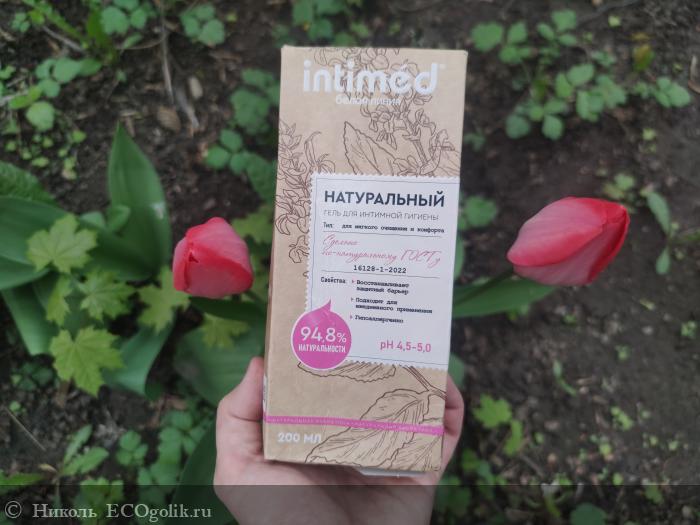 intiméd
белая линия
НАТУРАЛЬНЫЙ
ГЕЛЬ ДЛЯ ИНТИМНОЙ ГИГИЕНЫ
Тип: для мягкого очищения и комфорта
Сделано
по-натуральному ГОСТу
16128-1-2022
Свойства: Восстанавливает
защитный барьер
Подходит для
ежедневного применения
Гипоаллергенно
94,8%
НАТУРАЛЬНОСТИ
pH 4,5-5,0
200 МЛ
© Николь ECOgolik.ru